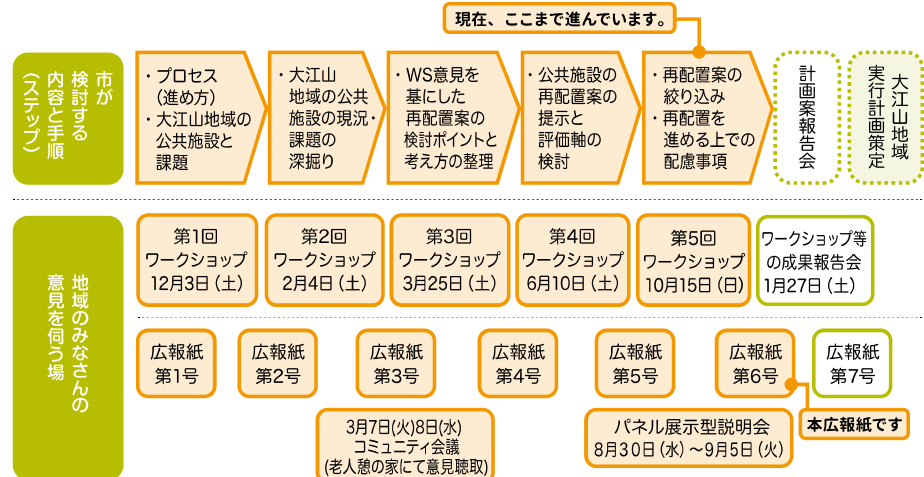 現在、ここまで進んでいます。
市が
検討する
内容と手順
（ステップ）
・プロセス
（進め方）
・大江山地域の
公共施設と
課題
・大江山
地域の公共
施設の現況・
課題の
深掘り
・WS意見を
基にした
再配置案の
検討ポイントと
考え方の整理
・公共施設の
再配置案の
提示と
評価軸の
検討
・再配置案の
絞り込み
・再配置を
進める上での
配慮事項
計画案報告会
大江山地域
実行計画策定
地域のみなさんの
意見を伺う場
第1回
ワークショップ
12月3日（土）
第2回
ワークショップ
2月4日（土）
第3回
ワークショップ
3月25日（土）
第4回
ワークショップ
6月10日（土）
第5回
ワークショップ
10月15日（日）
ワークショップ等
の成果報告会
1月27日（土）
広報紙
第1号
広報紙
第2号
広報紙
第3号
広報紙
第4号
広報紙
第5号
広報紙
第6号
広報紙
第7号
3月7日(火)8日(水)
コミュニティ会議
(老人憩の家にて意見聴取)
パネル展示型説明会
8月30日（水）～9月5日（火）
本広報紙です